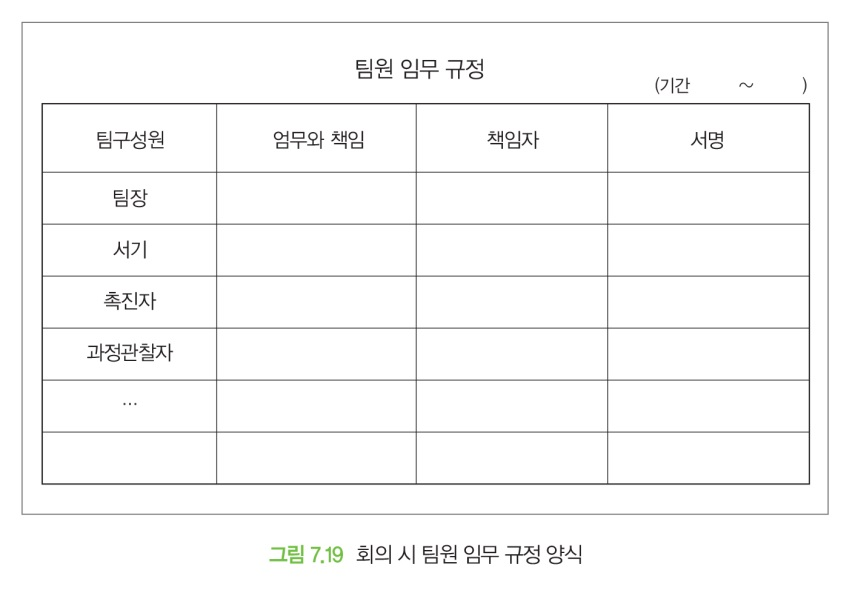 팀원 임무 규정
(기간 ~ )
팀구성원 엄무와 책임 책임자 서명
팀장
서기
촉진자
과정관찰자
…
그림 7.19 회의 시 팀원 임무 규정 양식